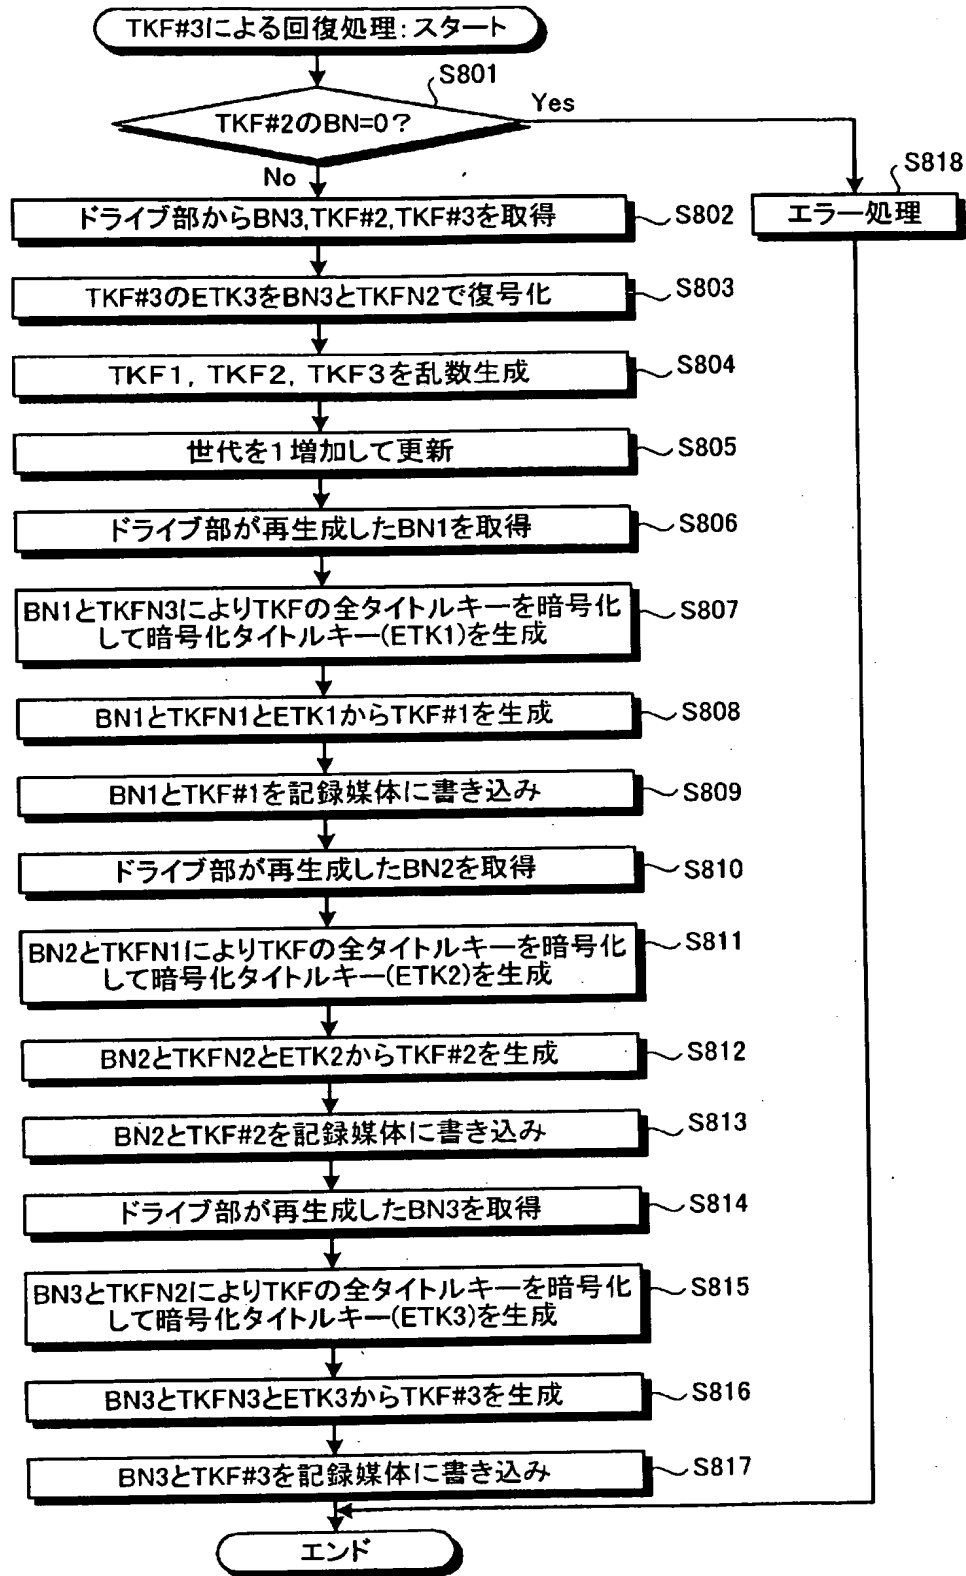 TKF#3による回復処理:スタート
S801
TKF#2のBN=0?
Yes
No
S818
エラー処理
ドライブ部からBN3,TKF#2,TKF#3を取得
S802
TKF#3のETK3をBN3とTKFN2で復号化
S803
TKF1, TKF2, TKF3を乱数生成
S804
世代を1増加して更新
S805
ドライブ部が再生成したBN1を取得
S806
BN1とTKFN3によりTKFの全タイトルキーを暗号化
して暗号化タイトルキー(ETK1)を生成
S807
BN1とTKFN1とETK1からTKF#1を生成
S808
BN1とTKF#1を記録媒体に書き込み
S809
ドライブ部が再生成したBN2を取得
S810
BN2とTKFN1によりTKFの全タイトルキーを暗号化
して暗号化タイトルキー(ETK2)を生成
S811
BN2とTKFN2とETK2からTKF#2を生成
S812
BN2とTKF#2を記録媒体に書き込み
S813
ドライブ部が再生成したBN3を取得
S814
BN3とTKFN2によりTKFの全タイトルキーを暗号化
して暗号化タイトルキー(ETK3)を生成
S815
BN3とTKFN3とETK3からTKF#3を生成
S816
BN3とTKF#3を記録媒体に書き込み
S817
エンド